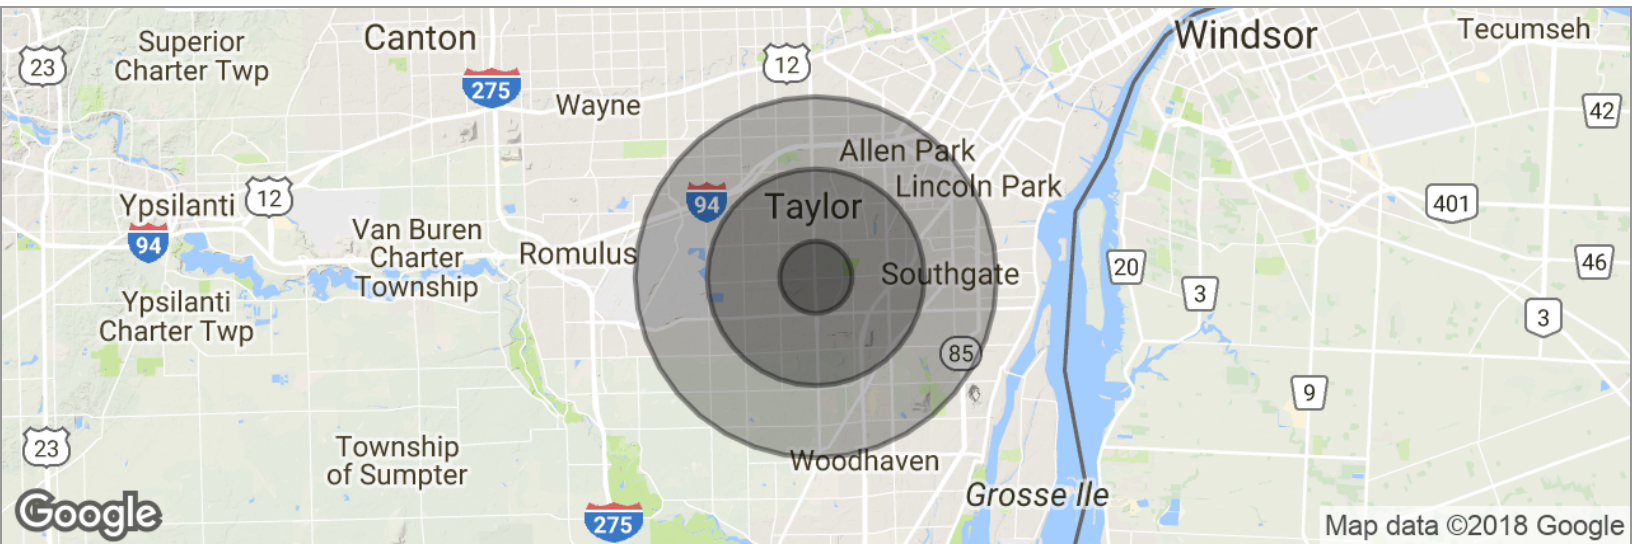 Superior
Charter Twp
Canton
Windsor
Tecumseh
23
12
275
Wayne
42
Allen Park
Lincoln Park
Ypsilanti
12
94
Taylor
401
94
Van Buren
Charter
Township
Romulus
Southgate
20
46
3
Ypsilanti
Charter Twp
3
85
9
23
Township
of Sumpter
Woodhaven
Grosse Ile
Google
275
Map data ©2018 Google